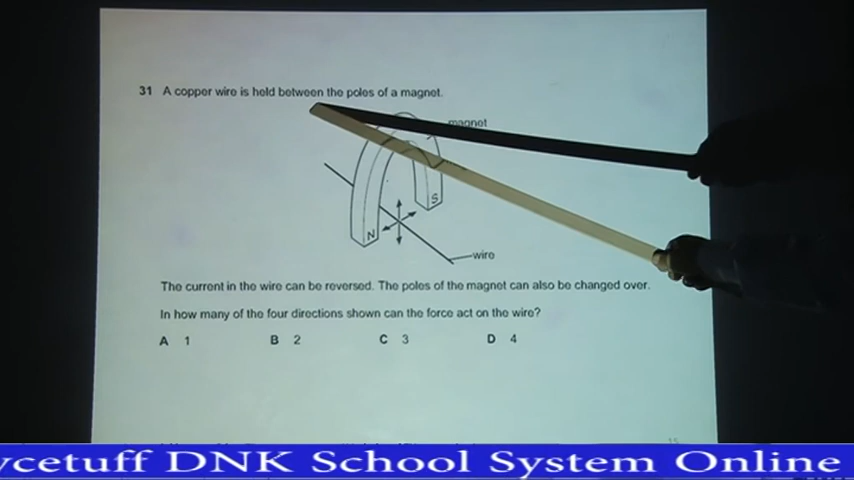 31 A copper wire is held between the poles of a magnet.
magnet
S
N
wire
The current in the wire can be reversed. The poles of the magnet can also be changed over.
In how many of the four directions shown can the force act on the wire?
A 1 B 2 C 3 D 4
ycetuff DNK School System Online